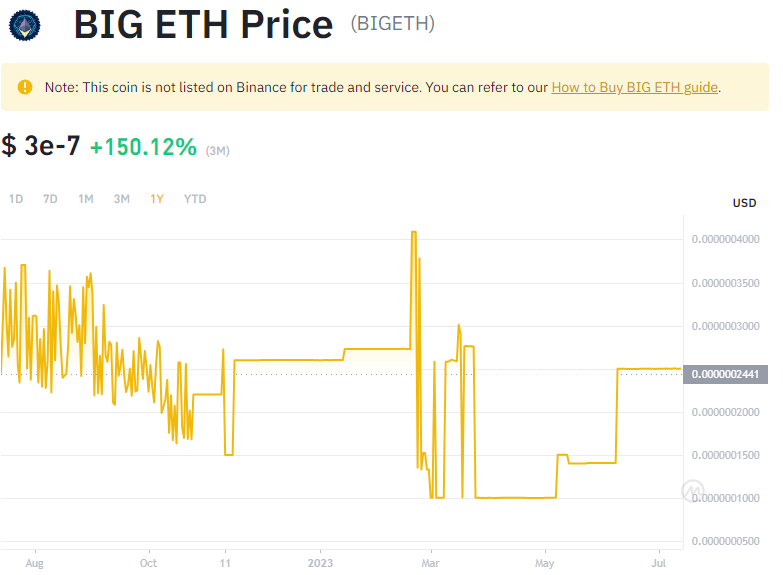 BIG ETH Price (BIGETH)
Note: This coin is not listed on Binance for trade and service. You can refer to our How to Buy BIG ETH guide.
$ 3e-7 +150.12% (3M)
1D 7D 1M 3M 1Y YTD
USD
0.0000004000
0.0000003500
0.0000003000
0.0000002441
0.0000002000
0.0000001500
0.0000001000
0.0000000500
Aug Oct 11 2023 Mar May Jul